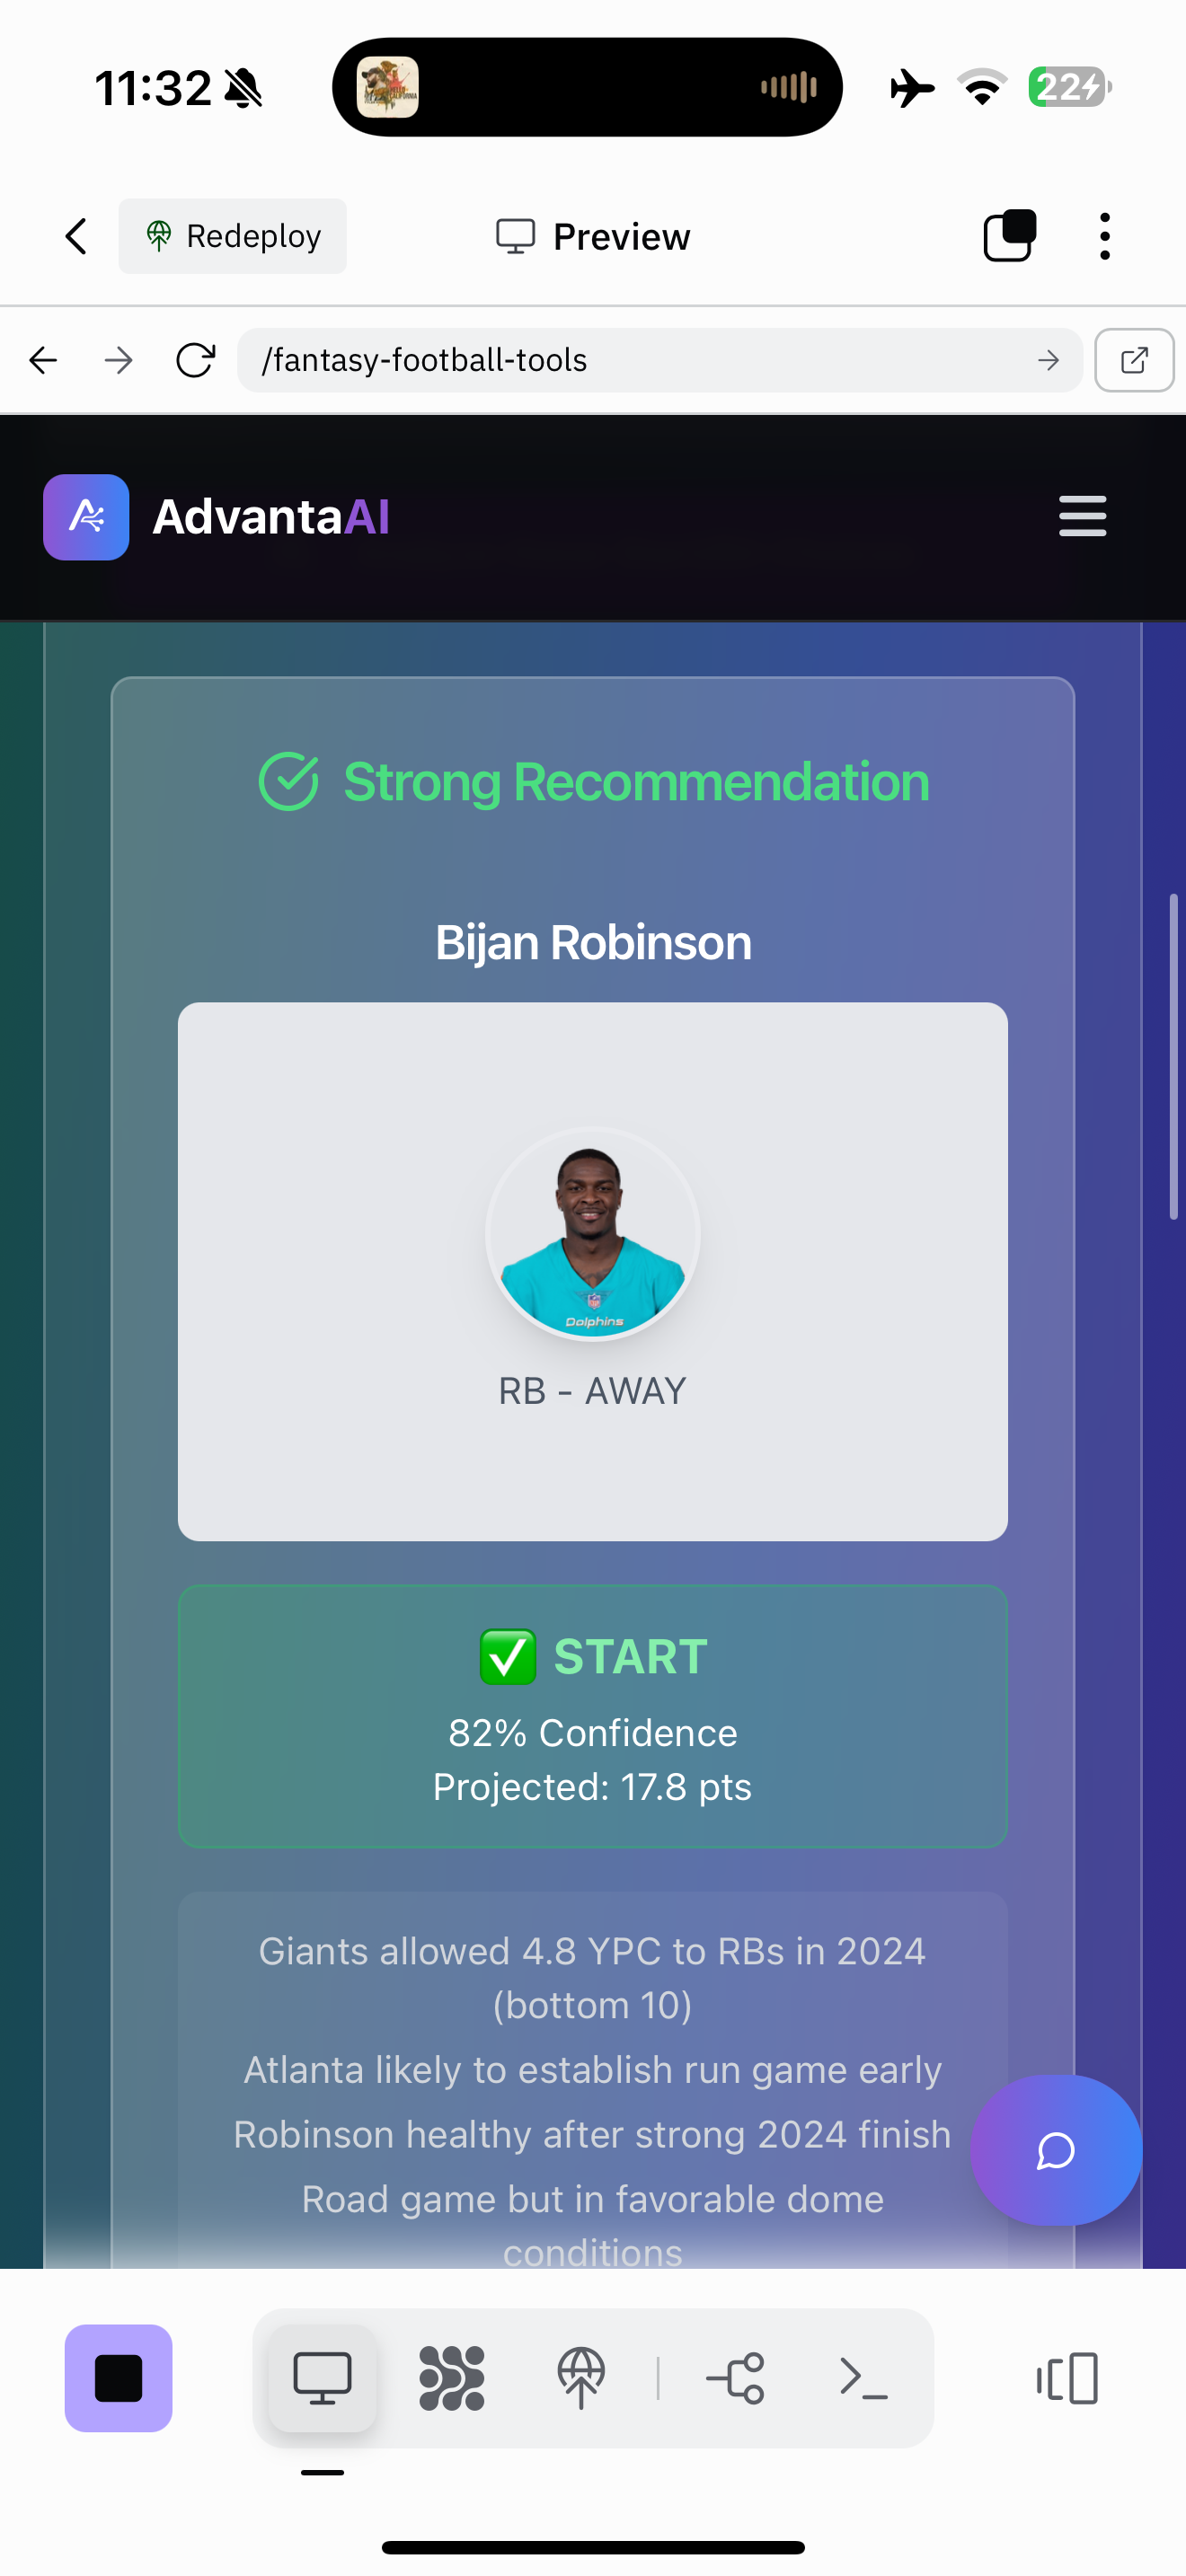 11:32
22
Redeploy
Preview
/fantasy-football-tools
AdvantaAI
Strong Recommendation
Bijan Robinson
Dolphins
RB - AWAY
✅ START
82% Confidence
Projected: 17.8 pts
Giants allowed 4.8 YPC to RBs in 2024
(bottom 10)
Atlanta likely to establish run game early
Robinson healthy after strong 2024 finish
Road game but in favorable dome
conditions